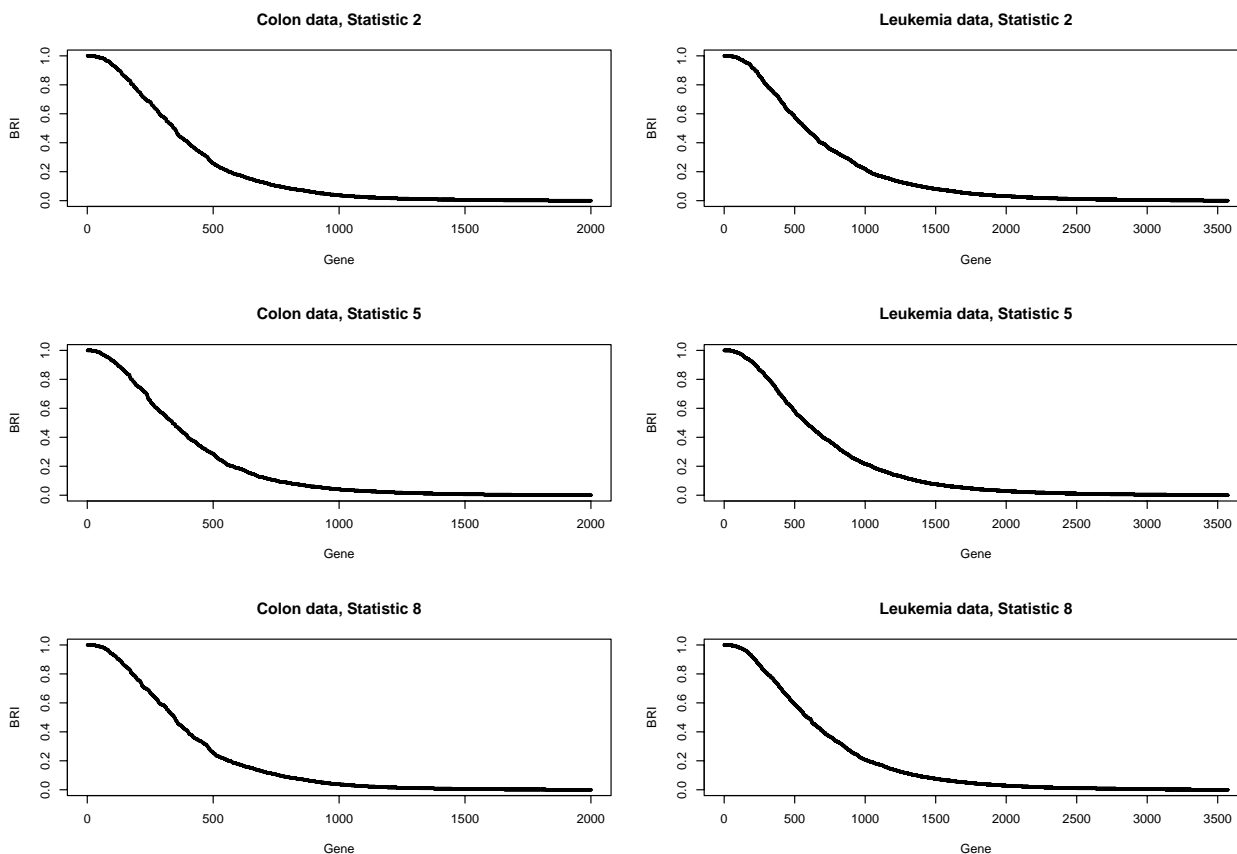 Colon data, Statistic 2
BRI
0.0 0.2 0.4 0.6 0.8 1.0
0 500 1000 1500 2000
Gene
Leukemia data, Statistic 2
BRI
0.0 0.2 0.4 0.6 0.8 1.0
0 500 1000 1500 2000 2500 3000 3500
Gene
Colon data, Statistic 5
BRI
0.0 0.2 0.4 0.6 0.8 1.0
0 500 1000 1500 2000
Gene
Leukemia data, Statistic 5
BRI
0.0 0.2 0.4 0.6 0.8 1.0
0 500 1000 1500 2000 2500 3000 3500
Gene
Colon data, Statistic 8
BRI
0.0 0.2 0.4 0.6 0.8 1.0
0 500 1000 1500 2000
Gene
Leukemia data, Statistic 8
BRI
0.0 0.2 0.4 0.6 0.8 1.0
0 500 1000 1500 2000 2500 3000 3500
Gene